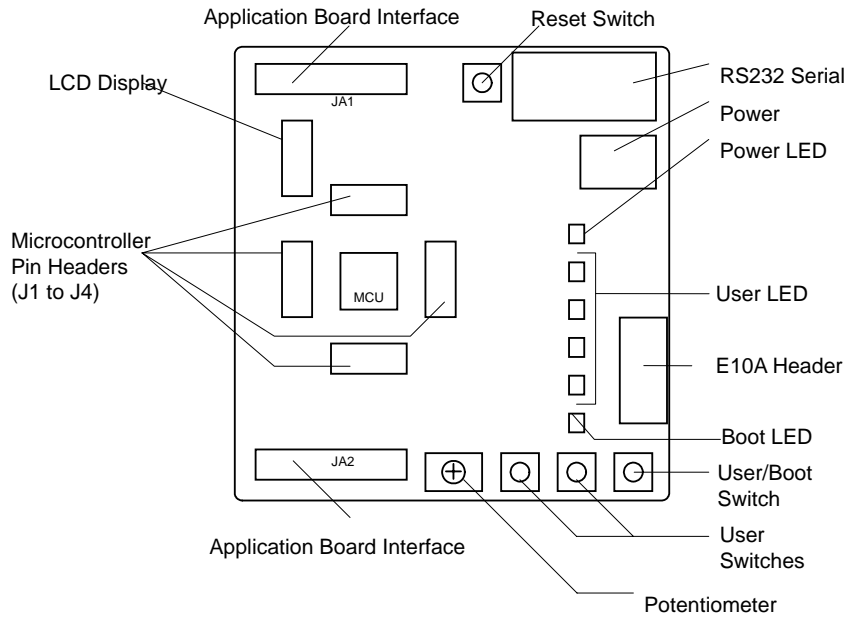 Application Board Interface
Reset Switch
LCD Display
JA1
RS232 Serial
Power
Power LED
Microcontroller
Pin Headers
(J1 to J4)
MCU
User LED
E10A Header
Boot LED
JA2
User/Boot
Switch
Application Board Interface
User
Switches
Potentiometer